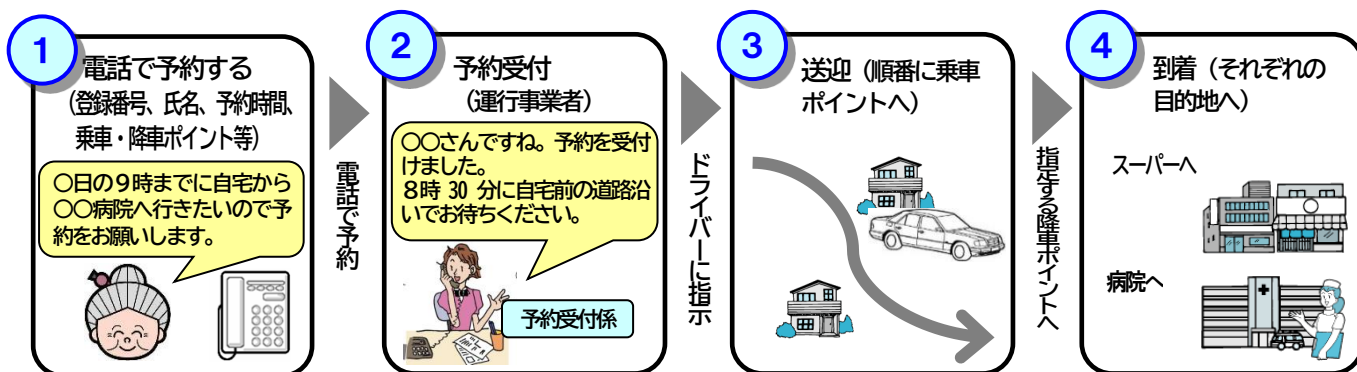 1
電話で予約する
(登録番号、氏名、予約時間、
乗車・降車ポイント等)
〇日の９時までに自宅から
〇〇病院へ行きたいので予
約をお願いします。
電話で予約
2
予約受付
(運行事業者)
〇〇さんですね。予約を受付
けました。
８時 30 分に自宅前の道路沿
いでお待ちください。
予約受付係
ドライバーに指示
3
送迎（順番に乗車
ポイントへ）
指定する降車ポイントへ
4
到着（それぞれの
目的地へ）
スーパーへ
病院へ